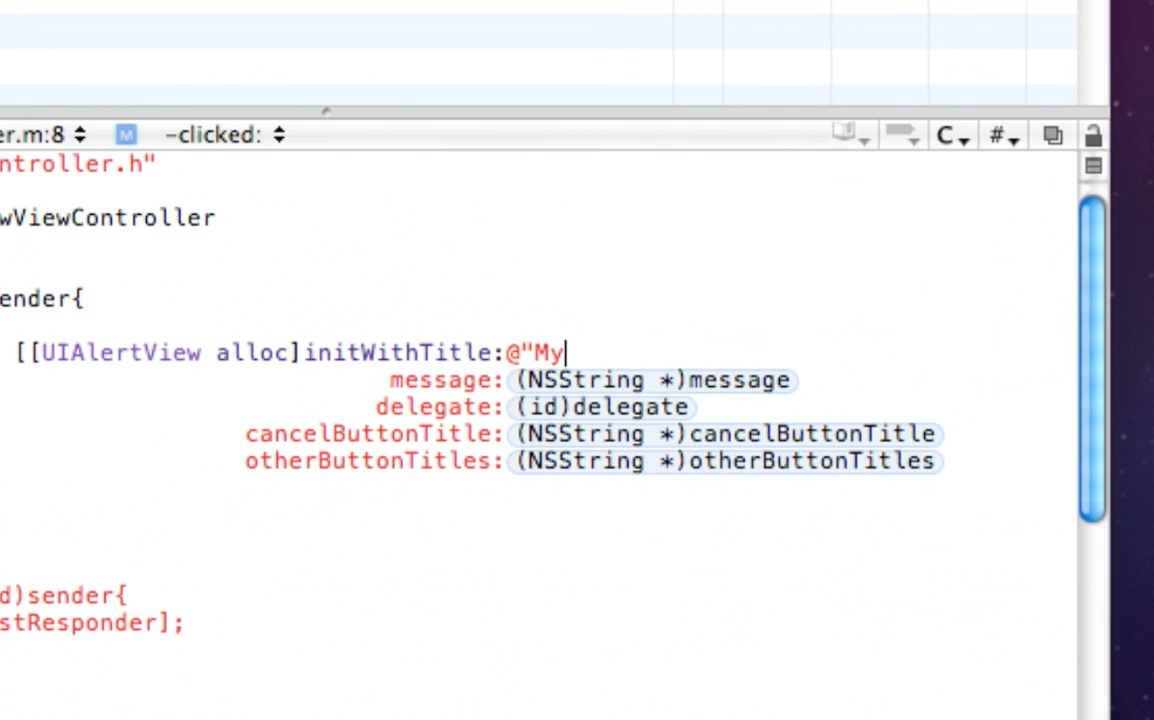 er.m:8 M -clicked: C #
ntroller.h"
wViewController
ender{
[[UIAlertView alloc]initWithTitle:@"My
message:(NSString *)message
delegate:(id)delegate
cancelButtonTitle:(NSString *)cancelButtonTitle
otherButtonTitles:(NSString *)otherButtonTitles
d)sender{
stResponder];